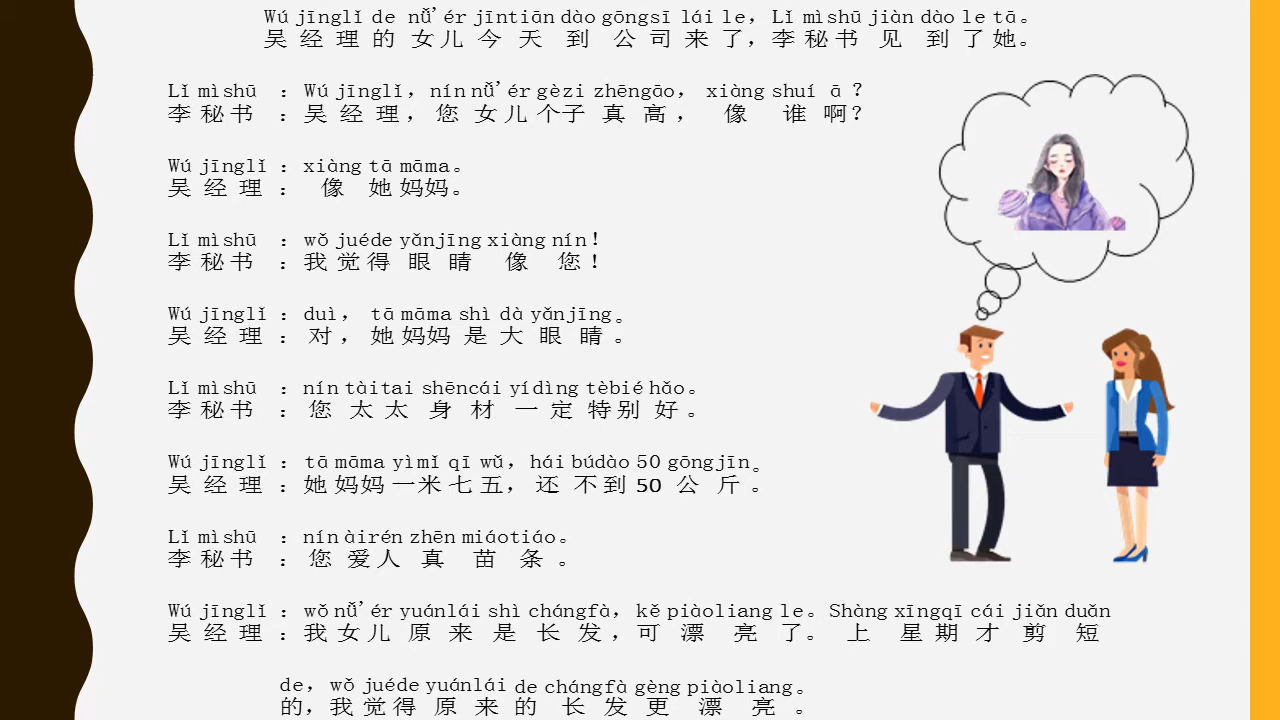 Wú jīnglǐ de nǚ'ér jīntiān dào gōngsī lái le，Lǐ mìshū jiàn dào le tā。
吴经理的女儿今天到公司来了，李秘书见到了她。
Lǐ mìshū ：Wú jīnglǐ，nín nǚ'ér gèzi zhēngāo， xiàng shuí ā ？
李秘书 ：吴经理，您女儿个子真高，像谁啊？
Wú jīnglǐ ：xiàng tā māma。
吴经理：像她妈妈。
Lǐ mìshū ：wǒ juéde yǎnjīng xiàng nín！
李秘书 ：我觉得眼睛像您！
Wú jīnglǐ ：duì， tā māma shì dà yǎnjīng。
吴经理：对，她妈妈是大眼睛。
Lǐ mìshū ：nín tàitai shēncái yídìng tèbié hǎo。
李秘书 ：您太太身材一定特别好。
Wú jīnglǐ ：tā māma yìmǐ qī wǔ，hái búdào 50 gōngjīn。
吴经理：她妈妈一米七五，还不到50公斤。
Lǐ mìshū ：nín àirén zhēn miáotiáo。
李秘书 ：您爱人真苗条。
Wú jīnglǐ ：wǒ nǚ'ér yuánlái shì chángfà，kě piàoliang le。Shàng xīngqī cái jiǎn duǎn
吴经理：我女儿原来是长发，可漂亮了。上星期才剪短
de，wǒ juéde yuánlái de chángfà gèng piàoliang。
的，我觉得原来的长发更漂亮。